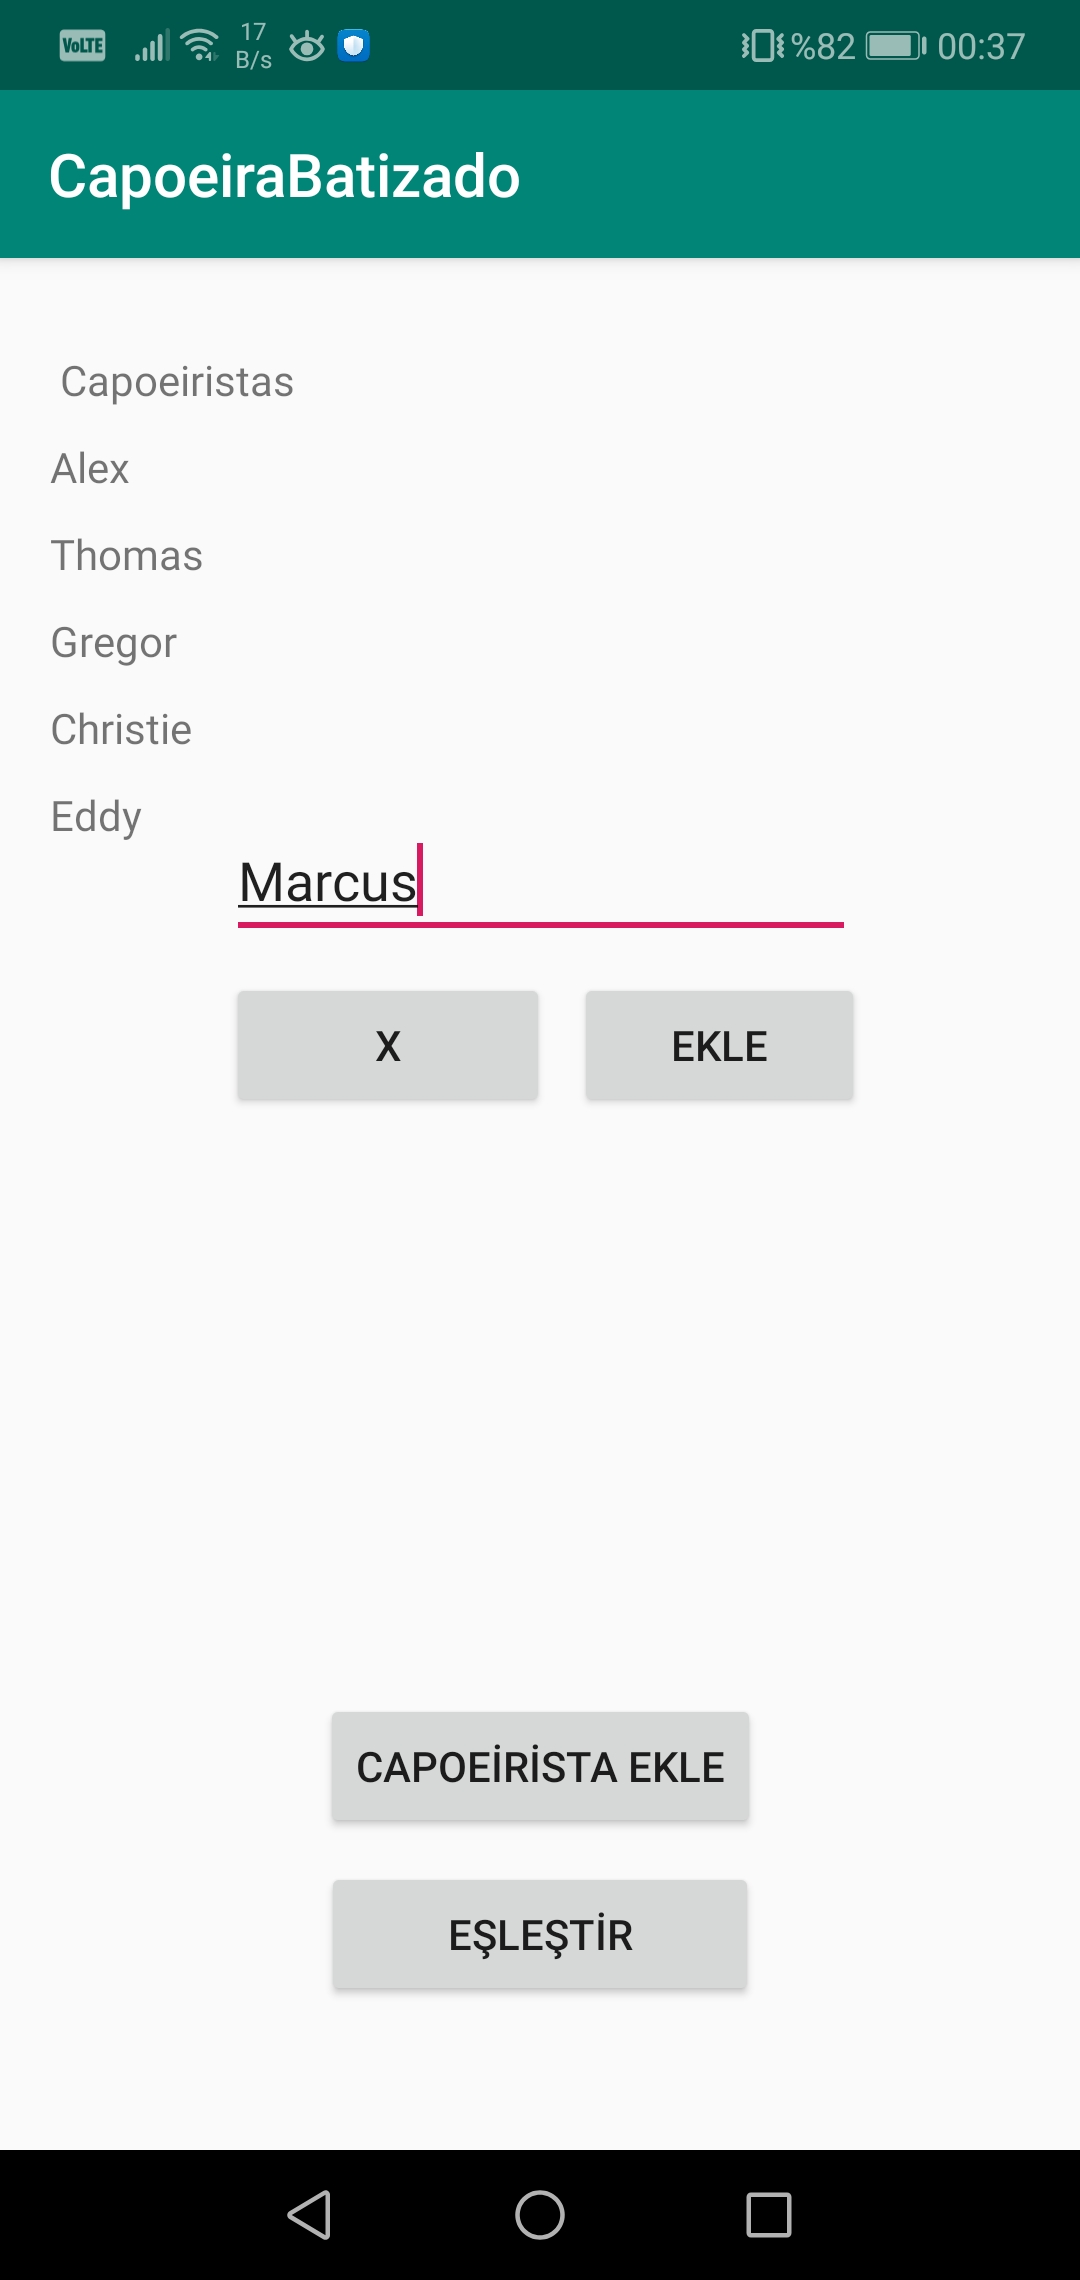 VoLTE 17 B/s %82 00:37
CapoeiraBatizado
Capoeiristas
Alex
Thomas
Gregor
Christie
Eddy
Marcus
X EKLE
CAPOEİRİSTA EKLE
EŞLEŞTİR